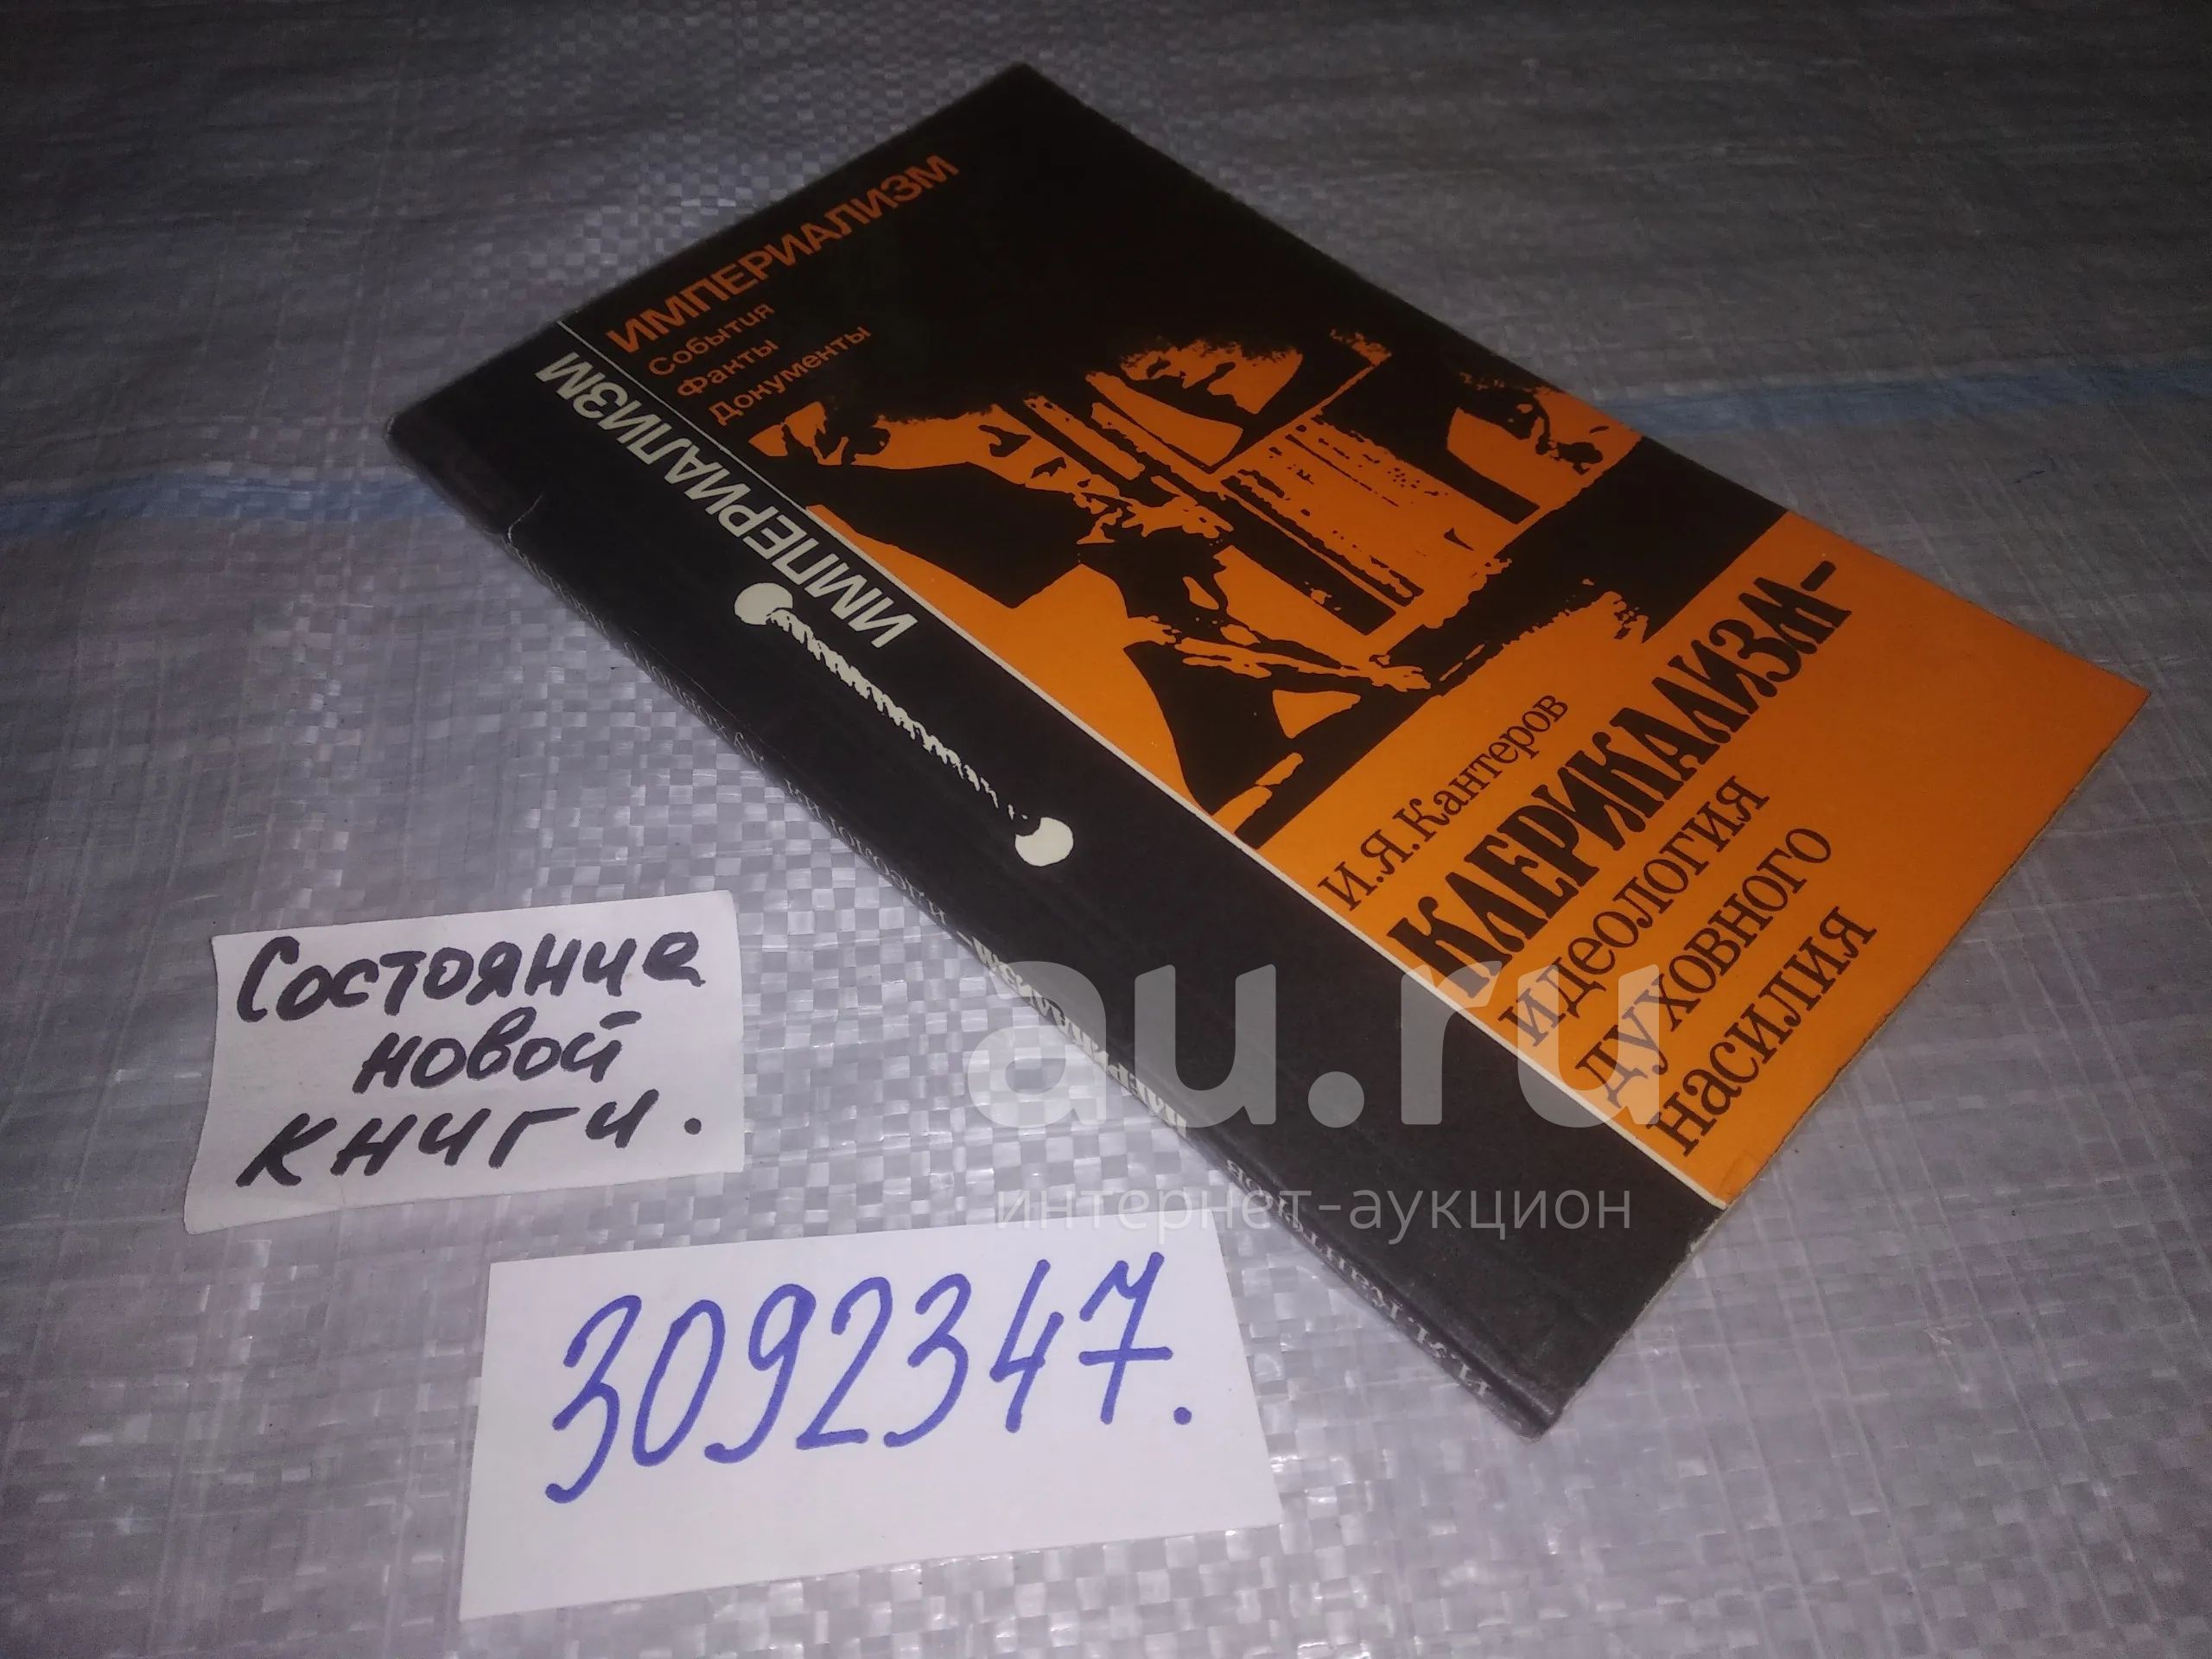 ИМПЕРИАЛИЗМ
События
Факты
Документы
ИМПЕРИАЛИЗМ
И.Я.Кантеров
КЛЕРИКАЛИЗМ–
идеология
духовного
насилия
Состояние
новой
книги.
3092347.
au.ru
интернет-аукцион